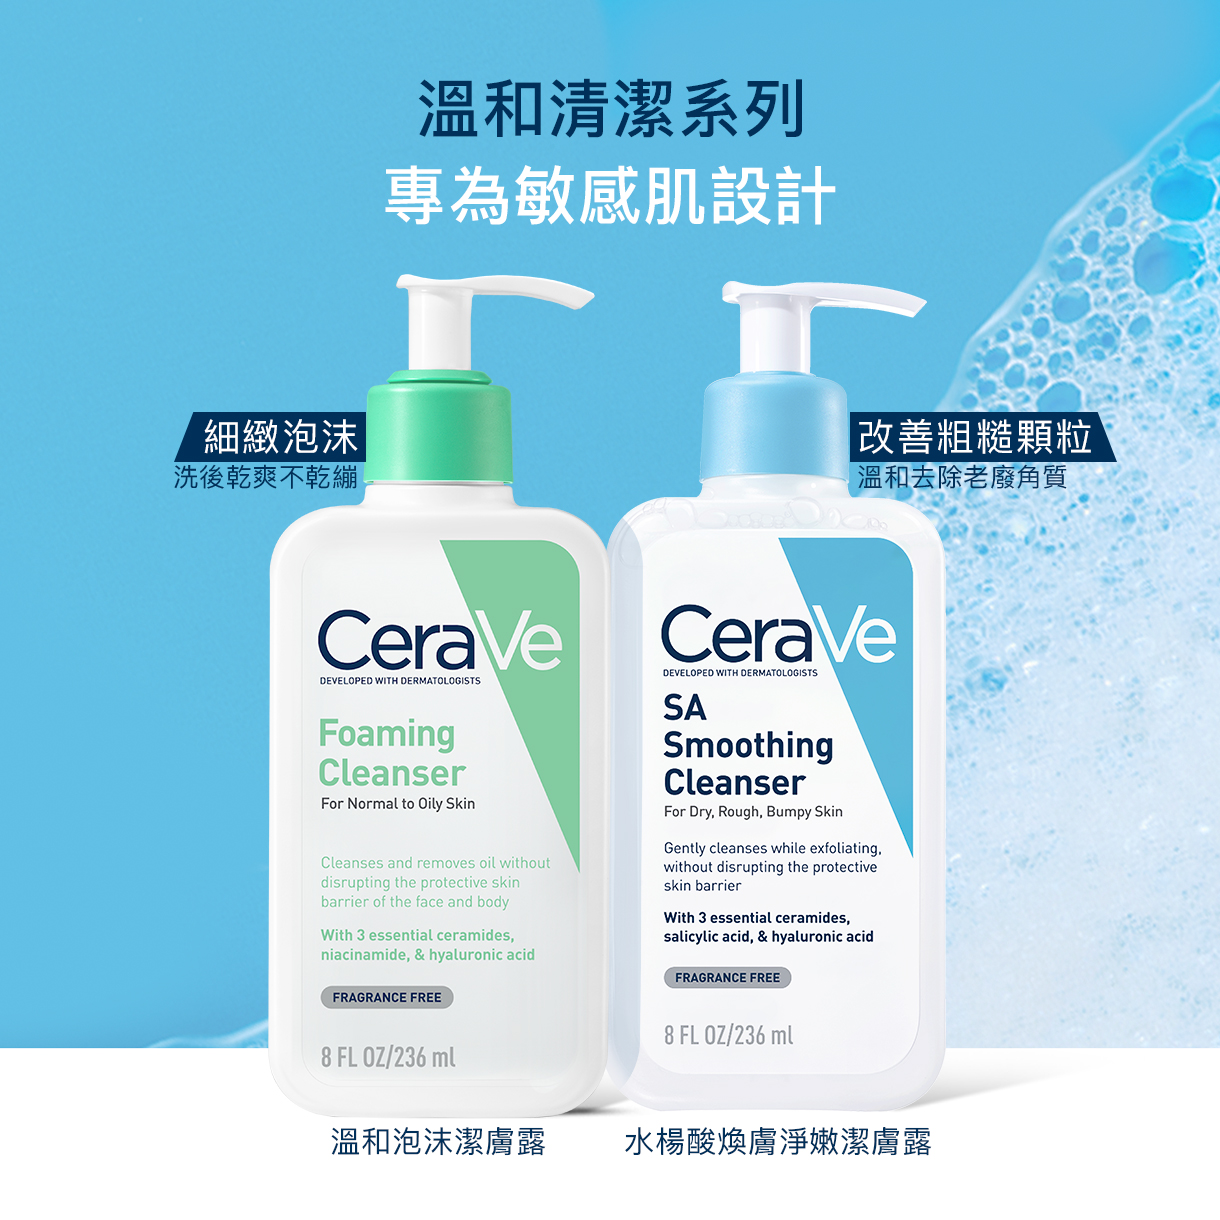 溫和清潔系列
專為敏感肌設計
細緻泡沫
洗後乾爽不乾繃
改善粗糙顆粒
溫和去除老廢角質
CeraVe
DEVELOPED WITH DERMATOLOGISTS
Foaming
Cleanser
For Normal to Oily Skin
Cleanses and removes oil without
disrupting the protective skin
barrier of the face and body
With 3 essential ceramides,
niacinamide, & hyaluronic acid
FRAGRANCE FREE
8 FL OZ/236 ml
CeraVe
DEVELOPED WITH DERMATOLOGISTS
SA
Smoothing
Cleanser
For Dry, Rough, Bumpy Skin
Gently cleanses while exfoliating,
without disrupting the protective
skin barrier
With 3 essential ceramides,
salicylic acid, & hyaluronic acid
FRAGRANCE FREE
8 FL OZ/236 ml
溫和泡沫潔膚露
水楊酸煥膚淨嫩潔膚露